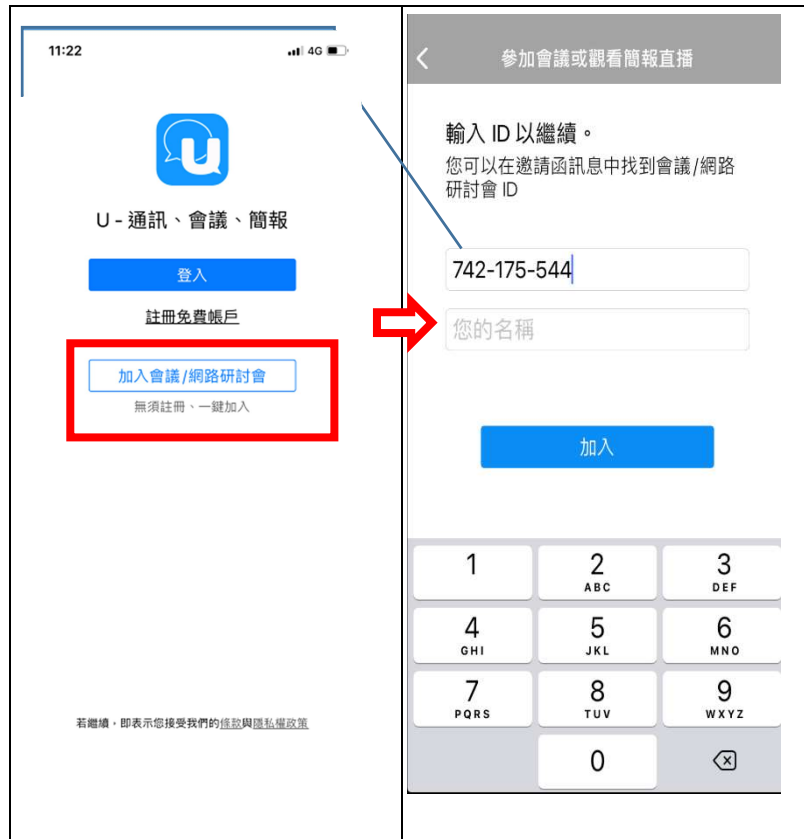 11:22
4G
U
U - 通訊、會議、簡報
登入
註冊免費帳戶
加入會議/網路研討會
無須註冊、一鍵加入
若繼續，即表示您接受我們的條款與隱私權政策
參加會議或觀看簡報直播
輸入 ID 以繼續。
您可以在邀請函訊息中找到會議/網路
研討會 ID
742-175-544
您的名稱
加入
1 2 3
ABC DEF
4 5 6
GHI JKL MNO
7 8 9
PQRS TUV WXYZ
0